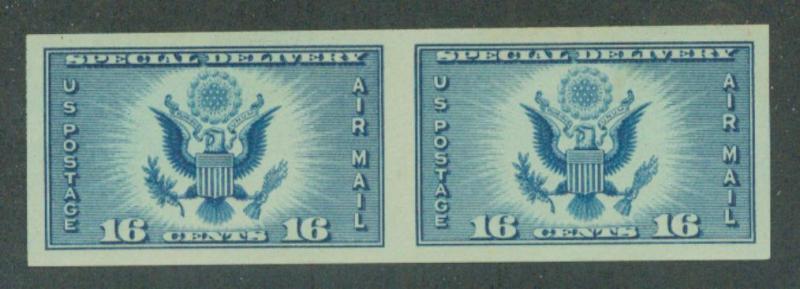 SPECIAL DELIVERY
US POSTAGE
AIR MAIL
16 CENTS 16
SPECIAL DELIVERY
US POSTAGE
AIR MAIL
16 CENTS 16